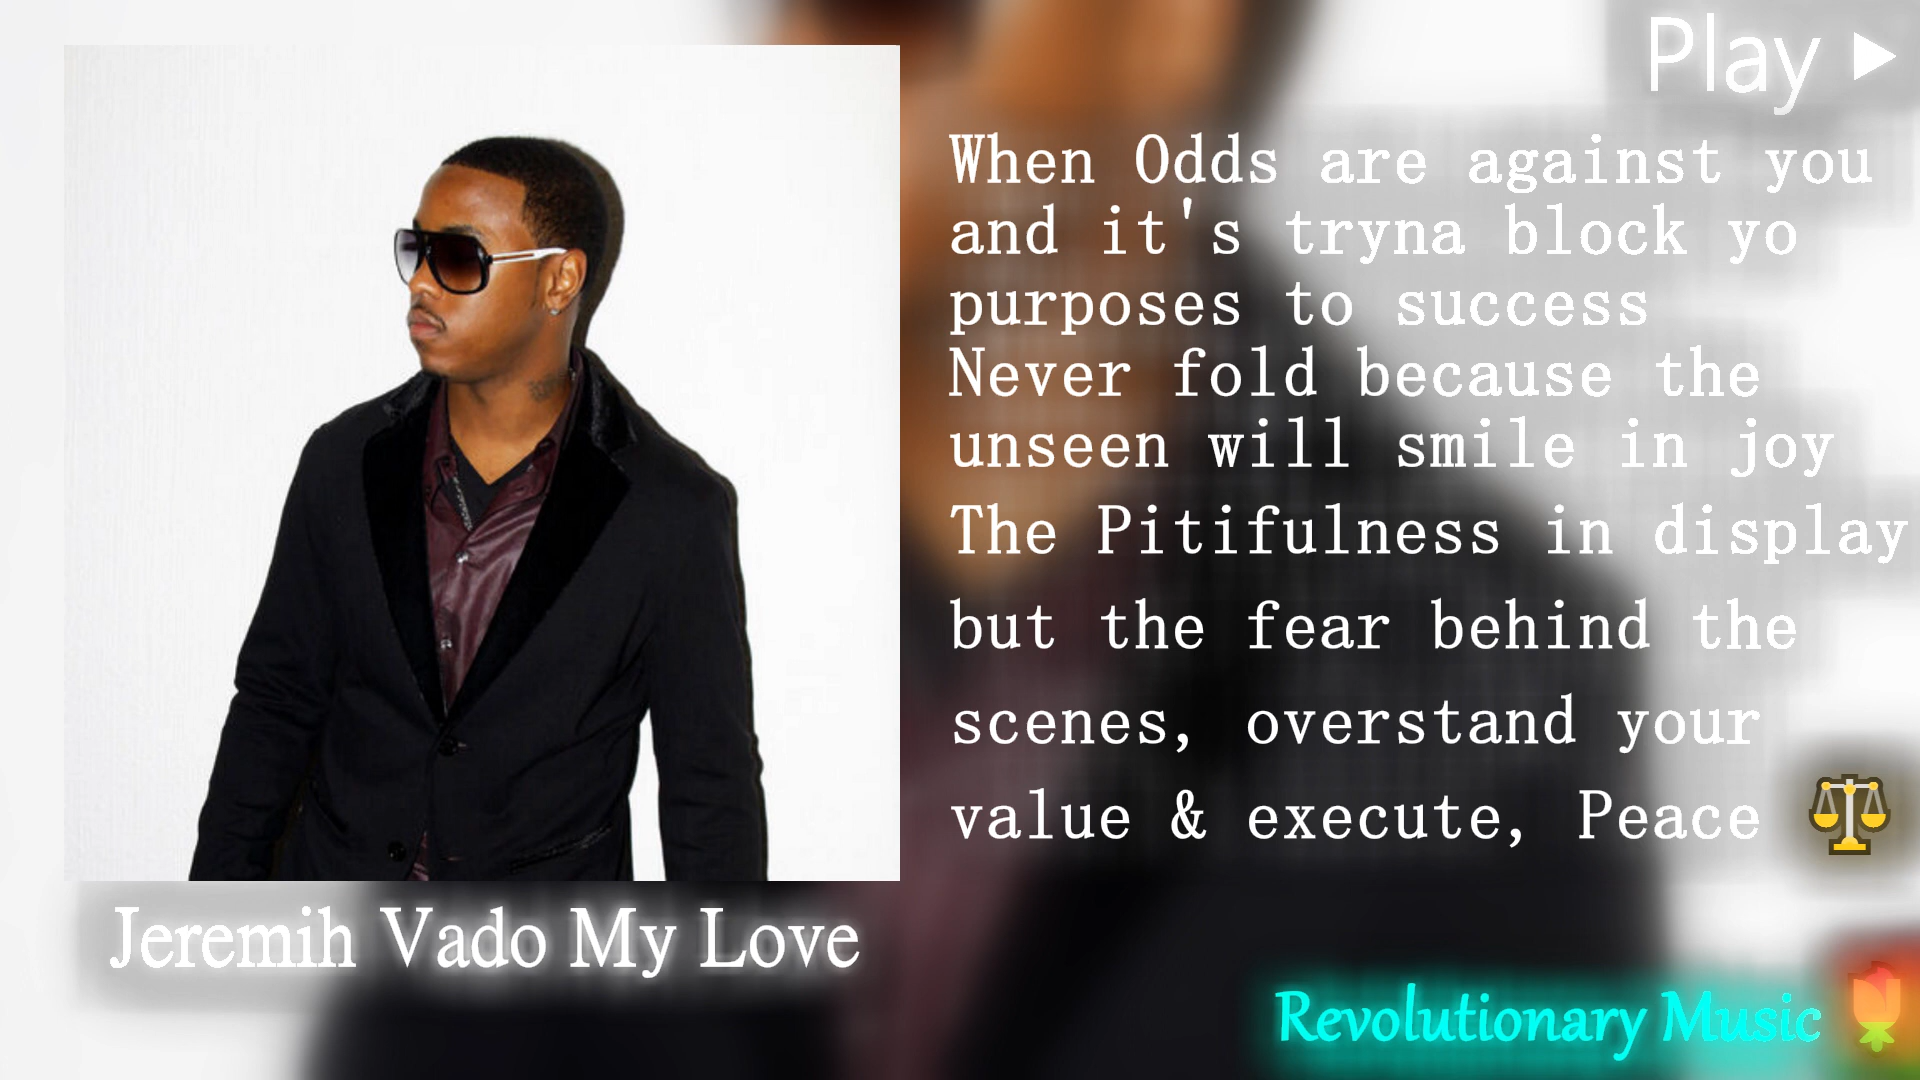 Play ►
When Odds are against you
and it's tryna block yo
purposes to success
Never fold because the
unseen will smile in joy
The Pitifulness in display
but the fear behind the
scenes, overstand your
value & execute, Peace ⚖
Jeremih Vado My Love
Revolutionary Music 🌷